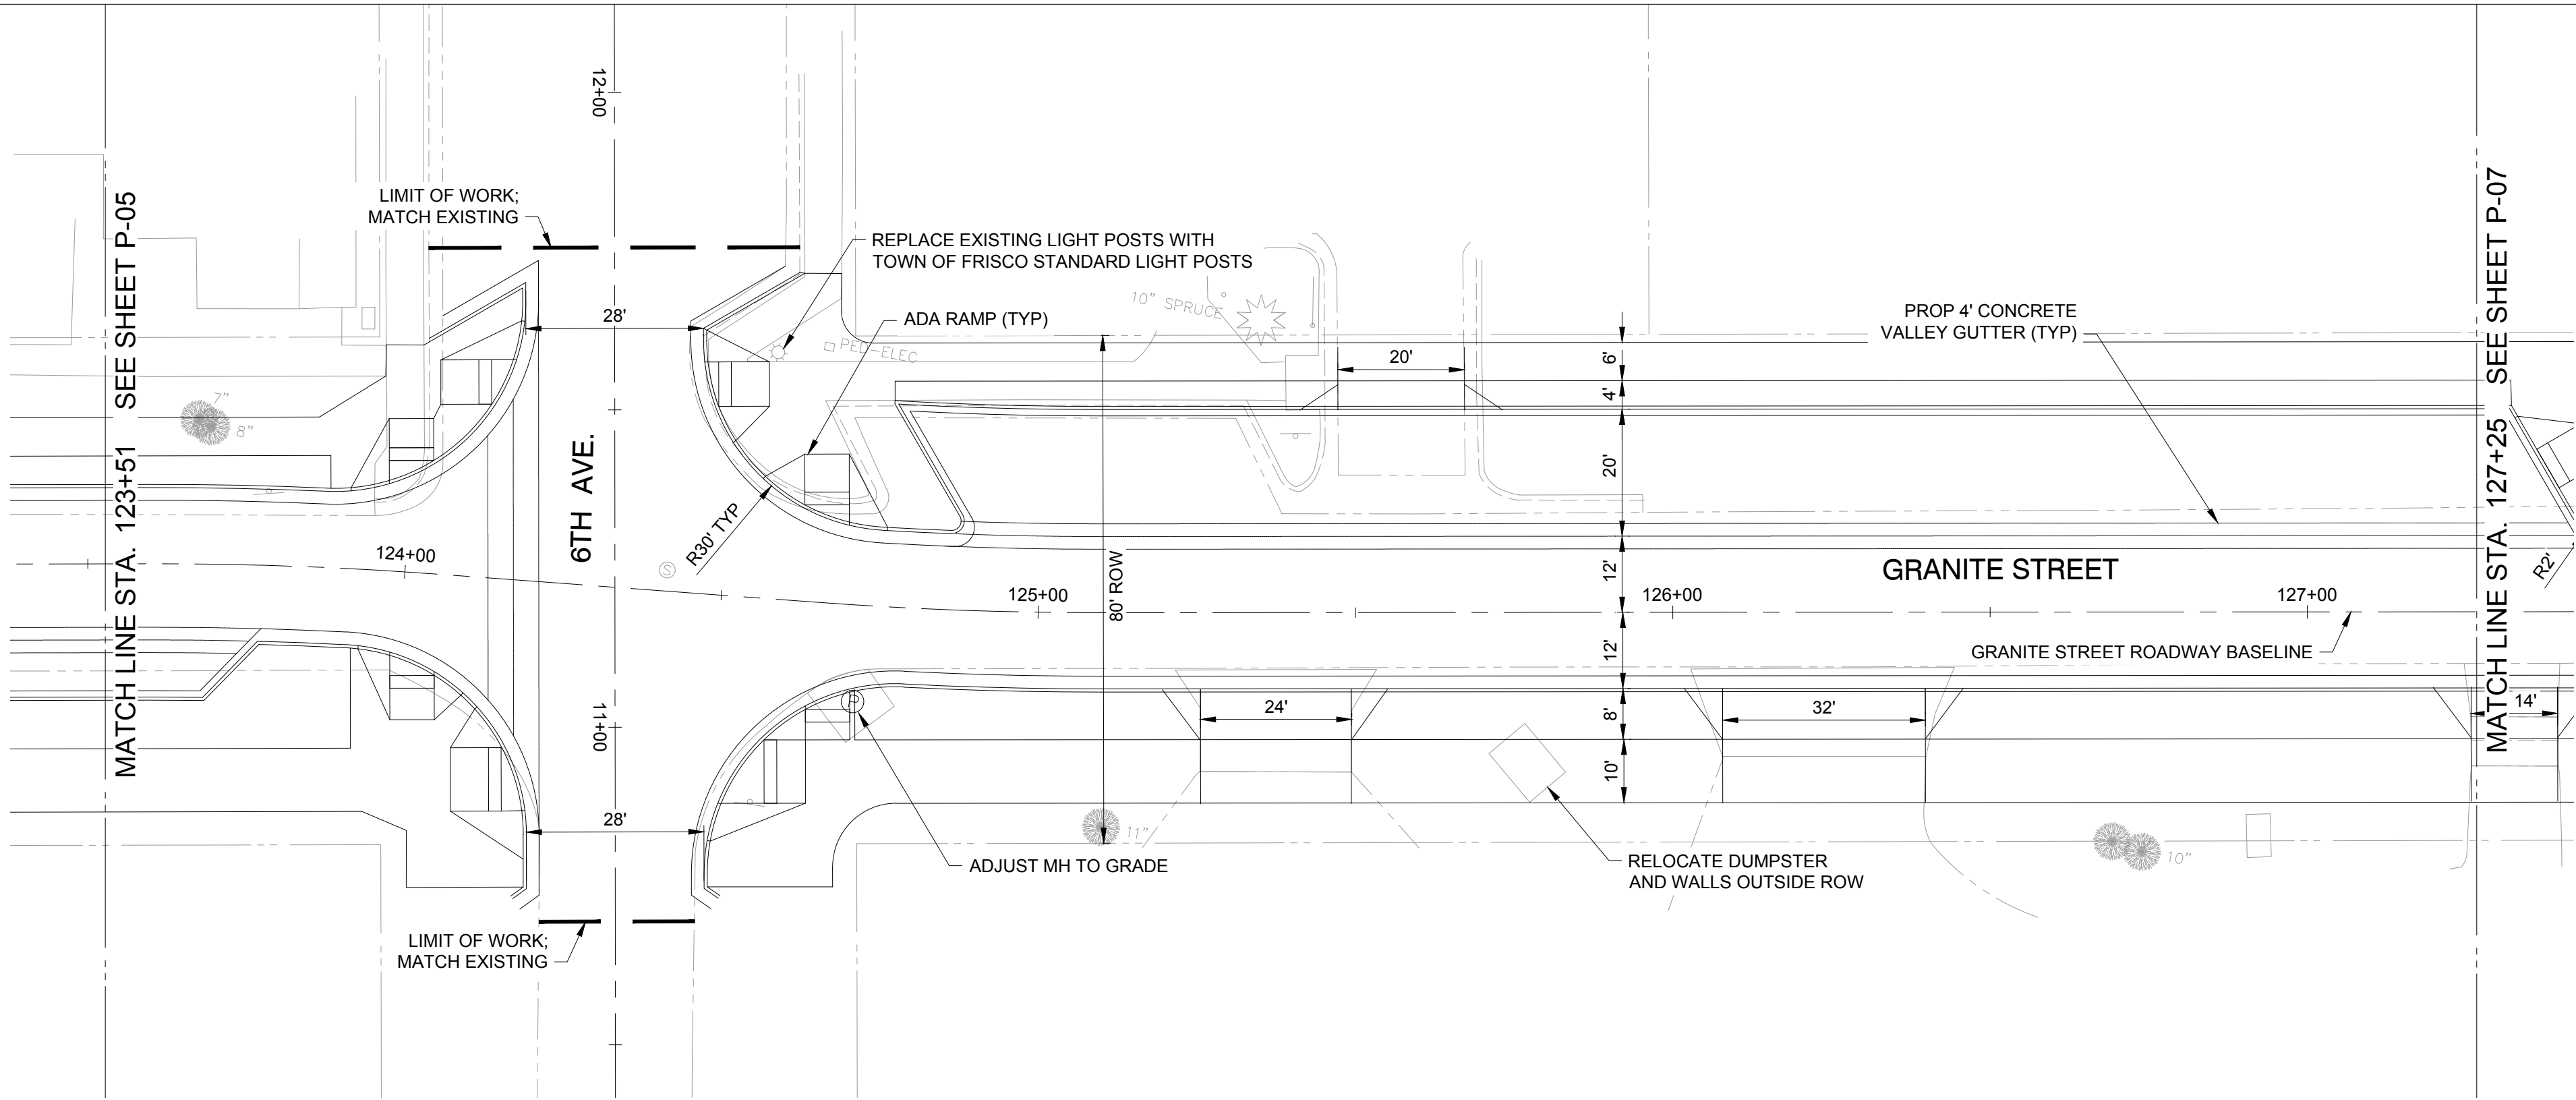 12+00
MATCH LINE STA. 123+51 SEE SHEET P-05
LIMIT OF WORK;
MATCH EXISTING
REPLACE EXISTING LIGHT POSTS WITH
TOWN OF FRISCO STANDARD LIGHT POSTS
10" SPRUCE
28'
ADA RAMP (TYP)
PED-ELEC
PROP 4' CONCRETE
VALLEY GUTTER (TYP)
MATCH LINE STA. 127+25 SEE SHEET P-07
20'
6'
4'
7"
8"
20'
6TH AVE.
R30' TYP
124+00
S
80' ROW
12'
GRANITE STREET
R2'
125+00
126+00
127+00
12'
GRANITE STREET ROADWAY BASELINE
11+00
P
24'
8'
32'
14'
10'
28'
11"
10"
ADJUST MH TO GRADE
RELOCATE DUMPSTER
AND WALLS OUTSIDE ROW
LIMIT OF WORK;
MATCH EXISTING